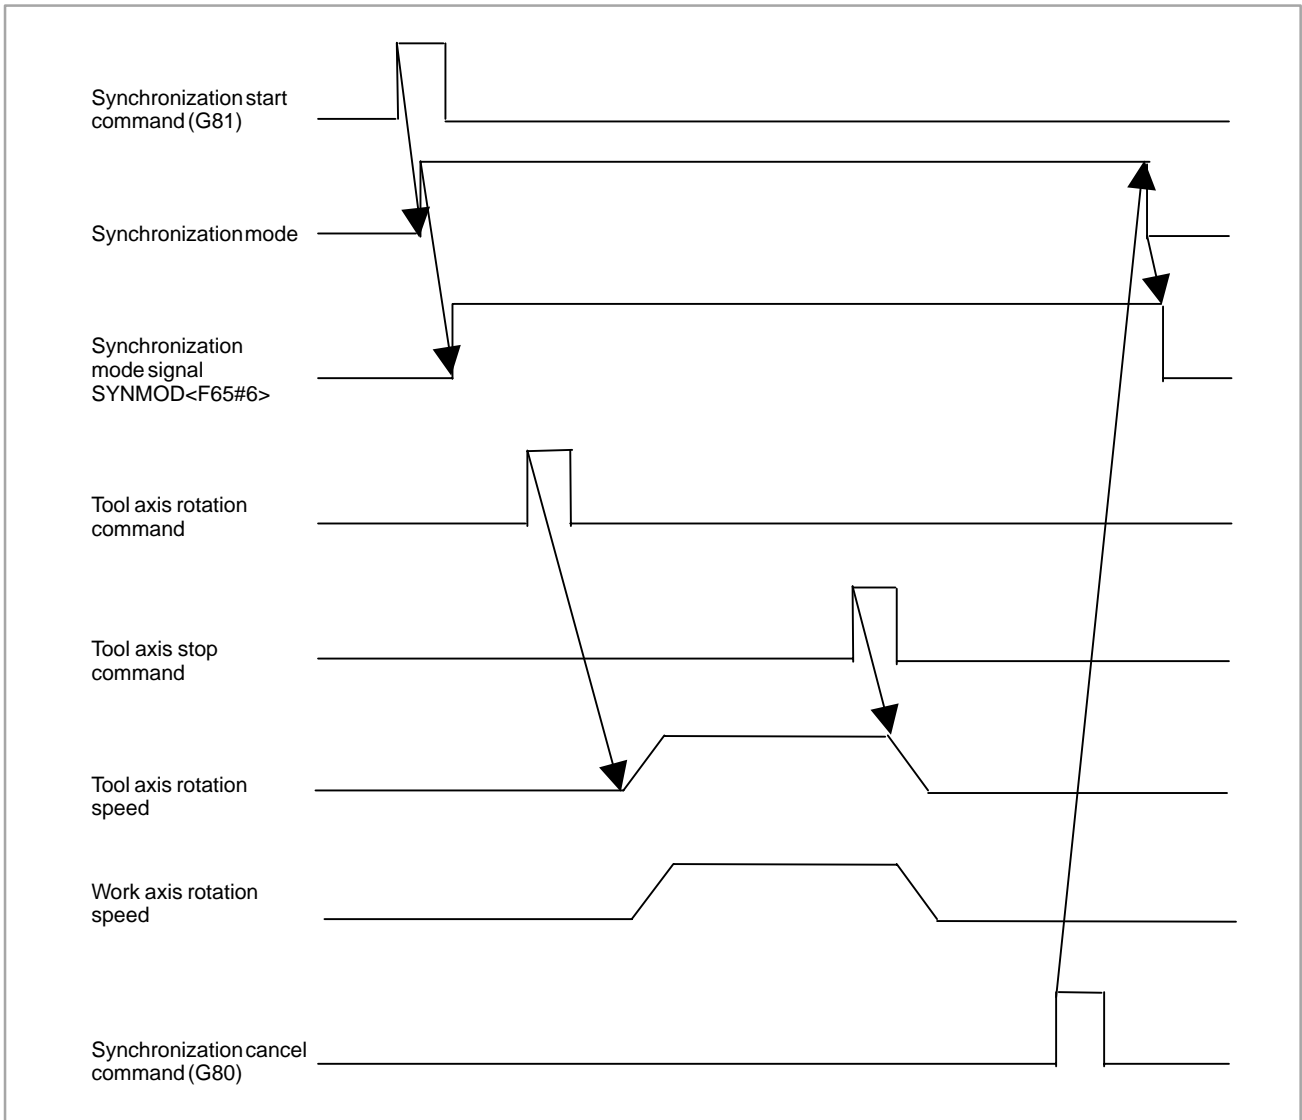 Synchronization start
command (G81)
Synchronization mode
Synchronization
mode signal
SYNMOD<F65#6>
Tool axis rotation
command
Tool axis stop
command
Tool axis rotation
speed
Work axis rotation
speed
Synchronization cancel
command (G80)